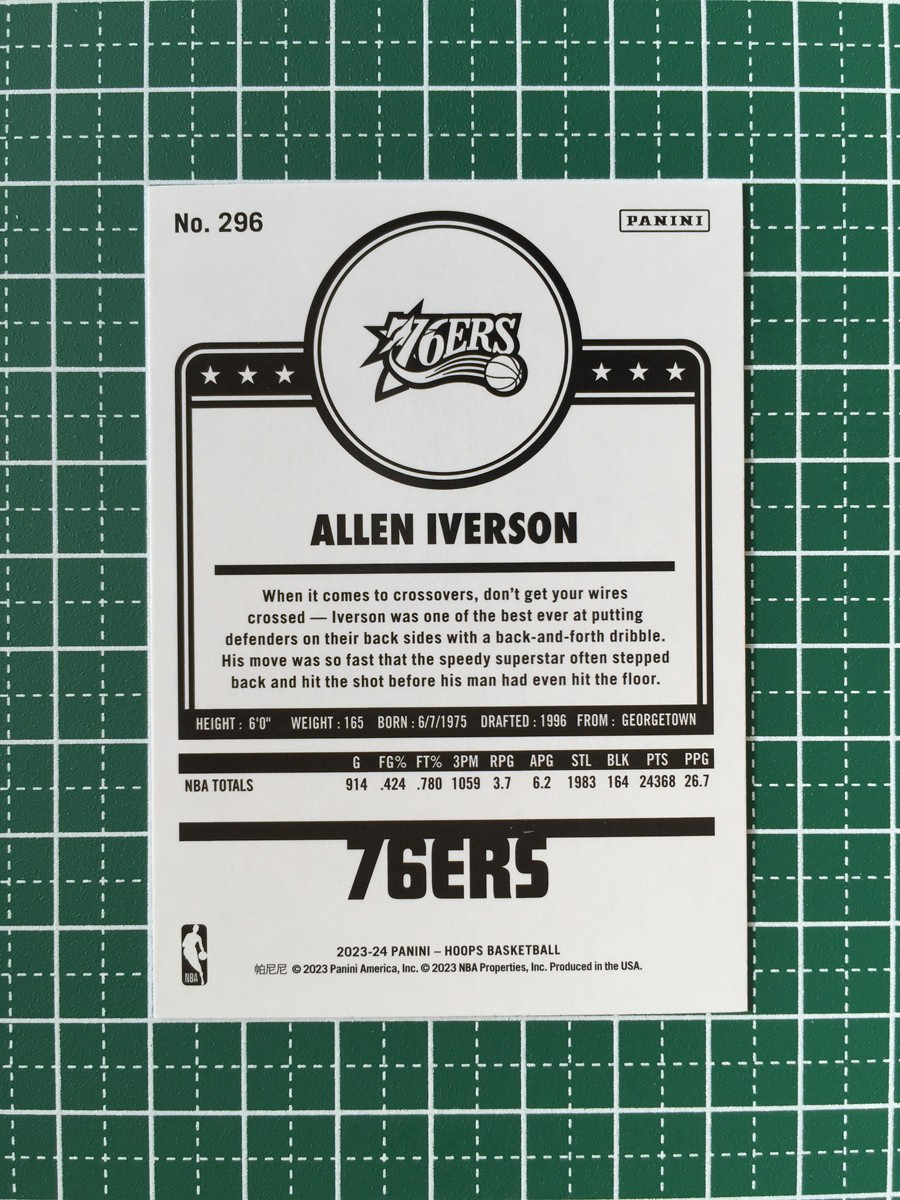 No. 296
PANINI
76ERS
ALLEN IVERSON
When it comes to crossovers, don't get your wires
crossed — Iverson was one of the best ever at putting
defenders on their back sides with a back-and-forth dribble.
His move was so fast that the speedy superstar often stepped
back and hit the shot before his man had even hit the floor.
HEIGHT : 6'0" WEIGHT : 165 BORN : 6/7/1975 DRAFTED : 1996 FROM : GEORGETOWN
G FG% FT% 3PM RPG APG STL BLK PTS PPG
NBA TOTALS 914 .424 .780 1059 3.7 6.2 1983 164 24368 26.7
76ERS
NBA
2023-24 PANINI – HOOPS BASKETBALL
帕尼尼 © 2023 Panini America, Inc. © 2023 NBA Properties, Inc. Produced in the USA.